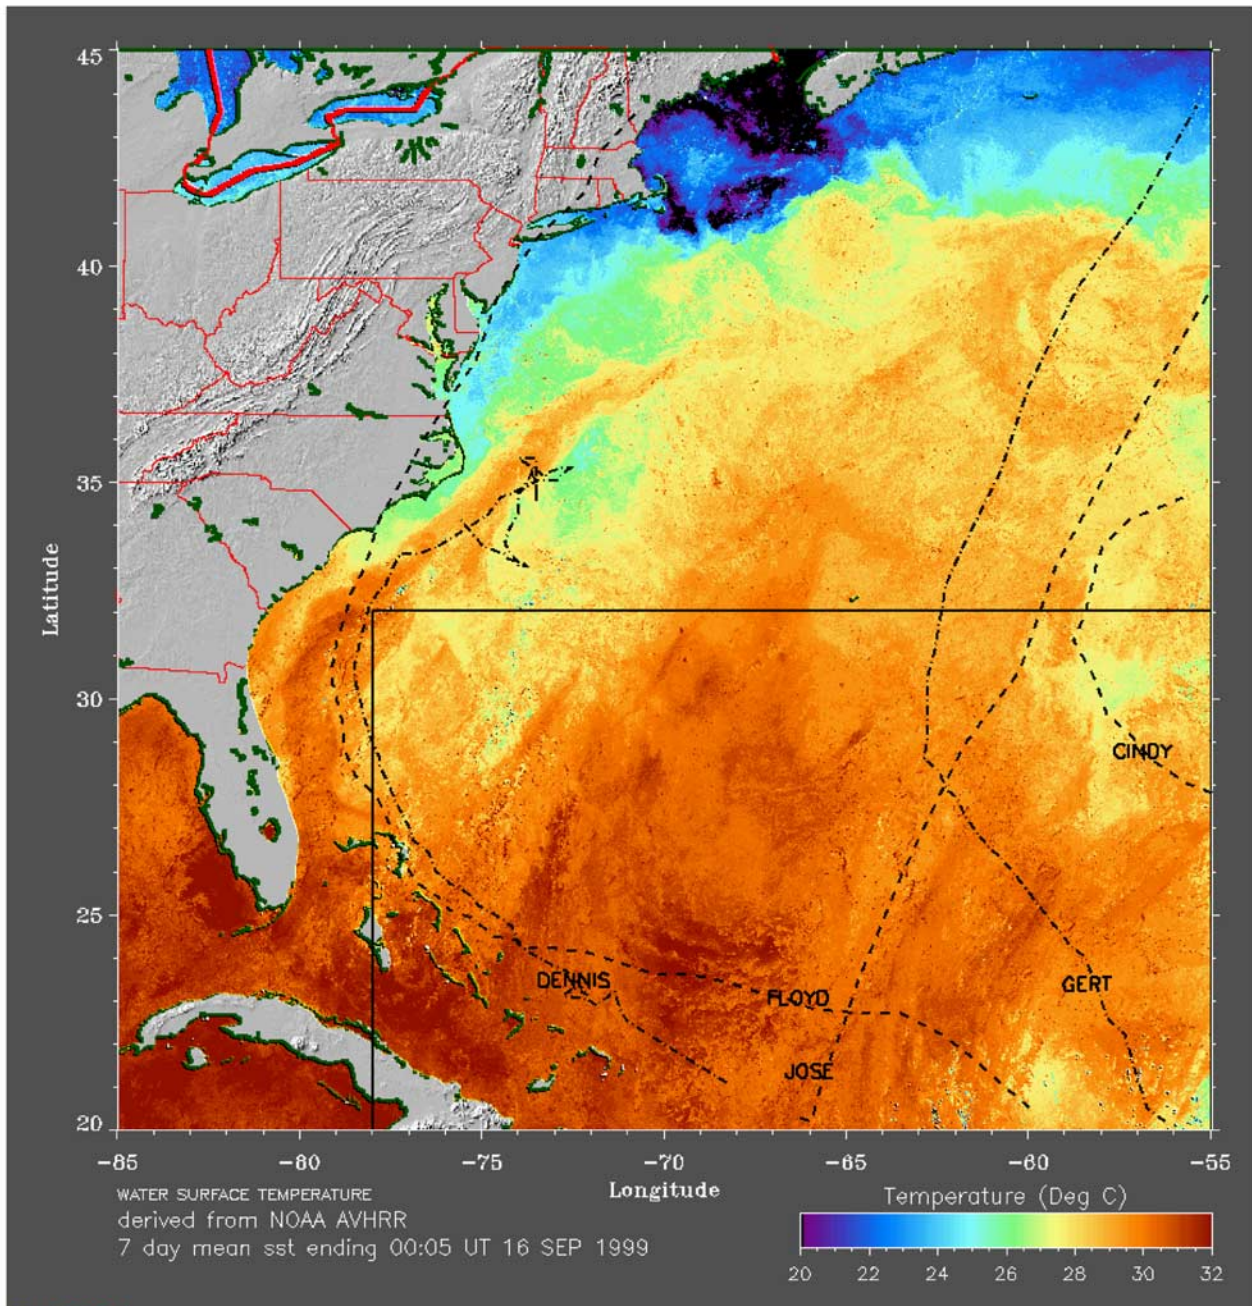 45
40
35
30
25
20
Latitude
CINDY
DENNIS
FLOYD
GERT
JOSE
-85 -80 -75 -70 -65 -60 -55
Longitude
WATER SURFACE TEMPERATURE
derived from NOAA AVHRR
7 day mean sst ending 00:05 UT 16 SEP 1999
Temperature (Deg C)
20 22 24 26 28 30 32